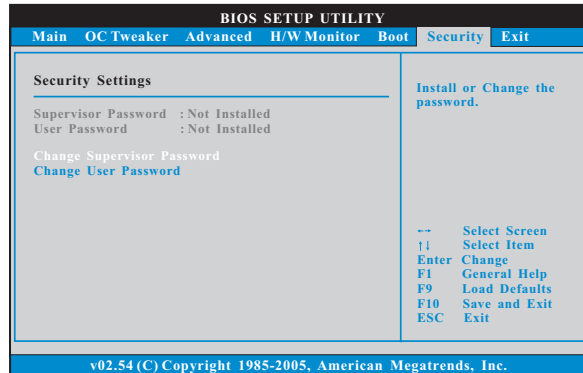 BIOS SETUP UTILITY
Main OC Tweaker Advanced H/W Monitor Boot Security Exit
Security Settings
Supervisor Password : Not Installed
User Password : Not Installed
Change Supervisor Password
Change User Password
Install or Change the
password.
←→ Select Screen
↑↓ Select Item
Enter Change
F1 General Help
F9 Load Defaults
F10 Save and Exit
ESC Exit
v02.54 (C) Copyright 1985-2005, American Megatrends, Inc.